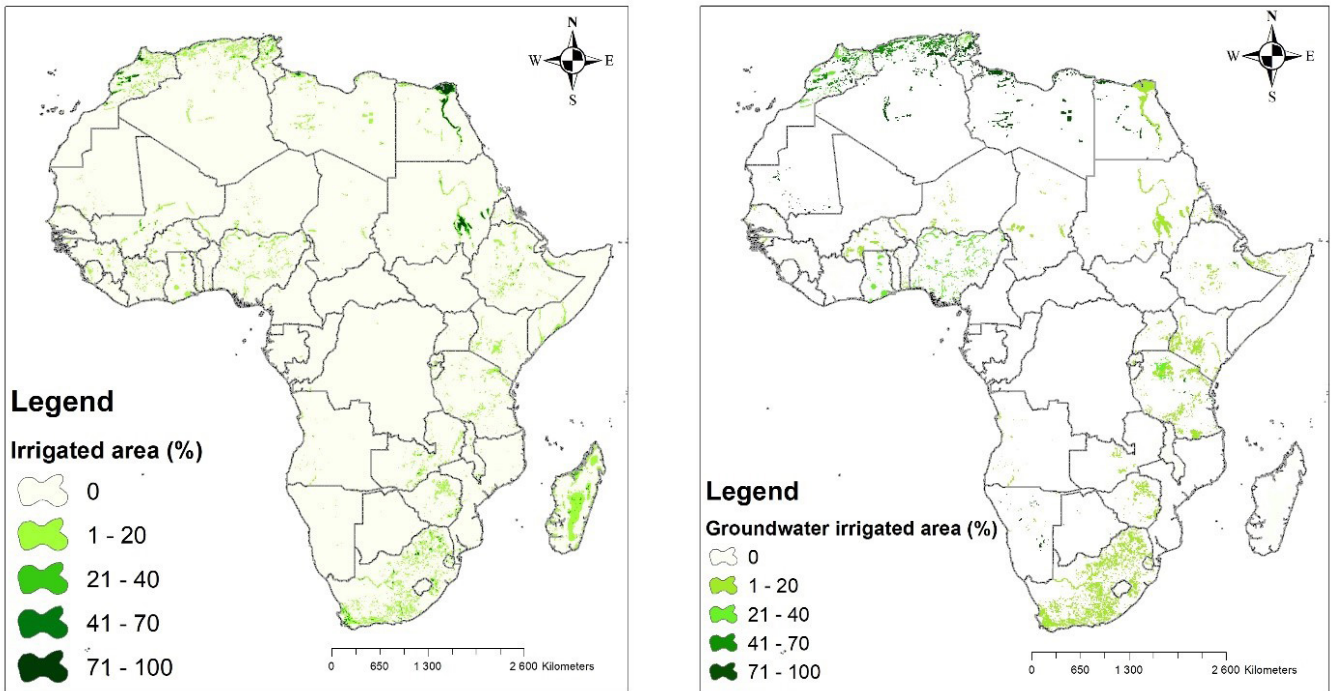 N
W E
S
Legend
Irrigated area (%)
0
1 - 20
21 - 40
41 - 70
71 - 100
0 650 1 300 2 600 Kilometers
N
W E
S
Legend
Groundwater irrigated area (%)
0
1 - 20
21 - 40
41 - 70
71 - 100
0 650 1 300 2 600 Kilometers